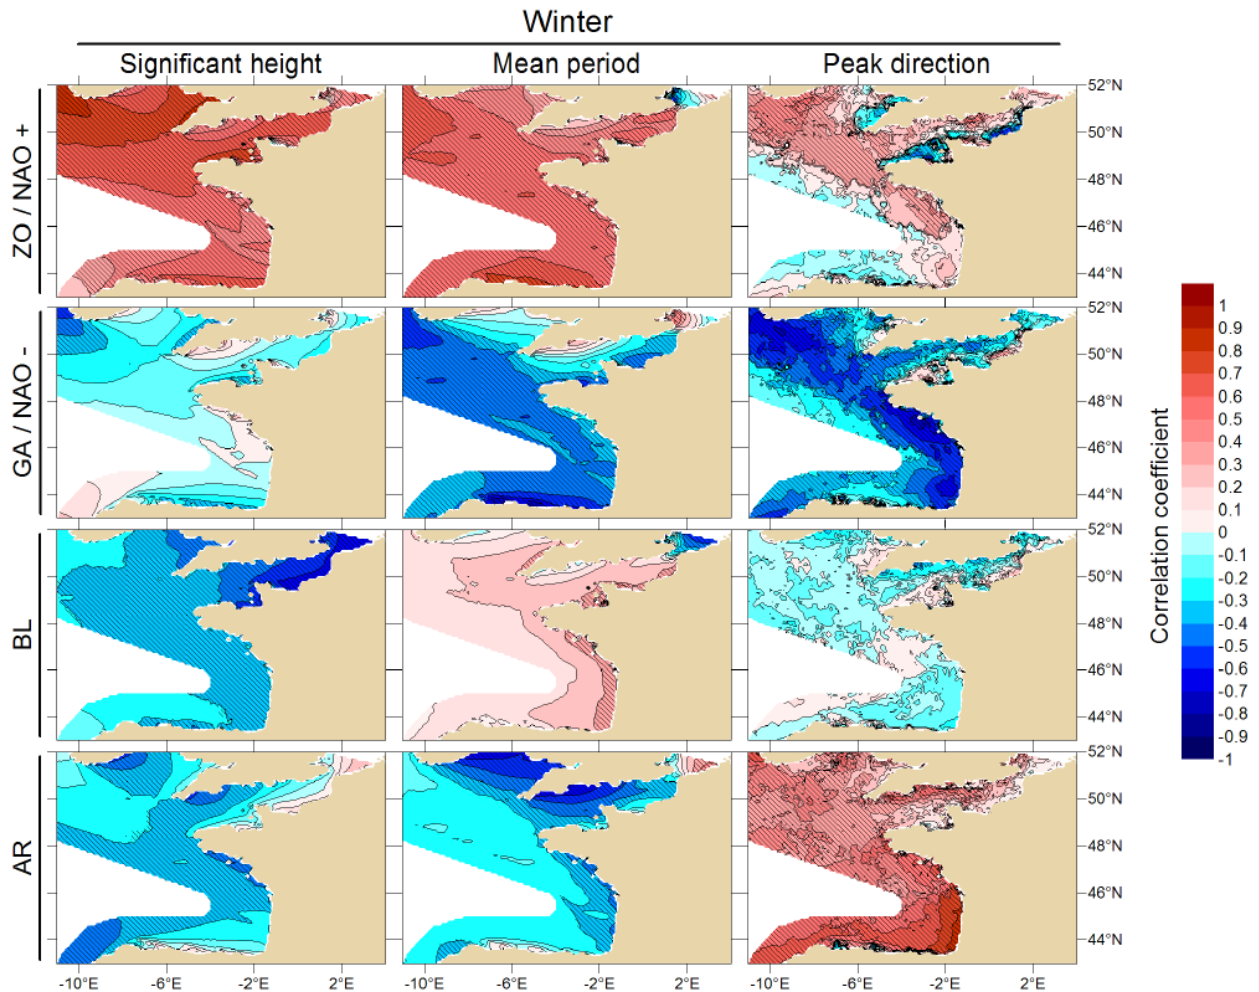 Winter
Significant height
Mean period
Peak direction
ZO / NAO +
52°N
50°N
48°N
46°N
44°N
GA / NAO -
52°N
50°N
48°N
46°N
44°N
BL
52°N
50°N
48°N
46°N
44°N
AR
52°N
50°N
48°N
46°N
44°N
-10°E -6°E -2°E 2°E
-10°E -6°E -2°E 2°E
-10°E -6°E -2°E 2°E
Correlation coefficient
1
0.9
0.8
0.7
0.6
0.5
0.4
0.3
0.2
0.1
0
-0.1
-0.2
-0.3
-0.4
-0.5
-0.6
-0.7
-0.8
-0.9
-1